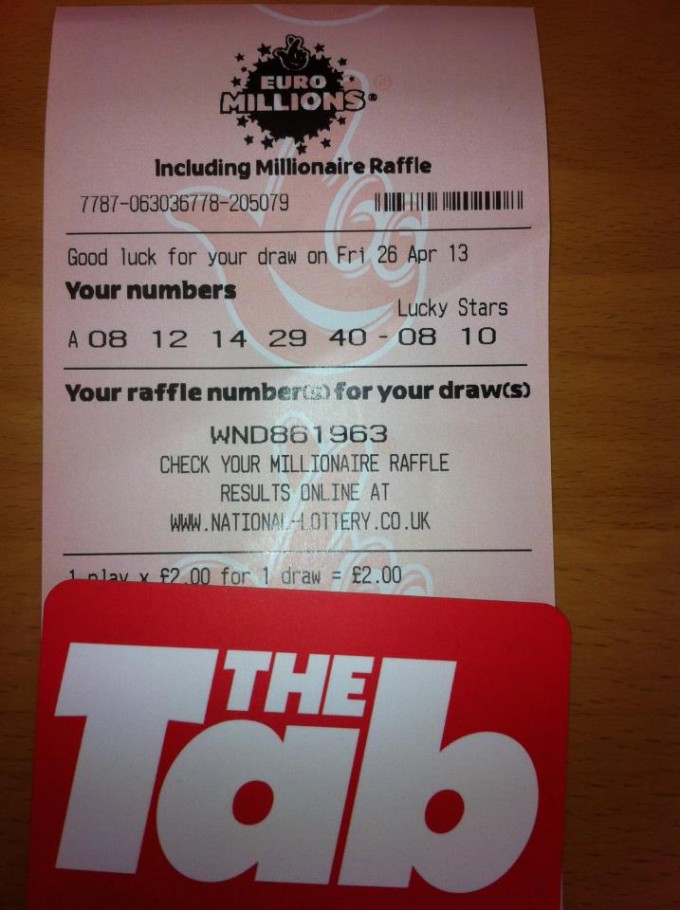 EURO
MILLIONS®
Including Millionaire Raffle
7787-063036778-205079
Good luck for your draw on Fri 26 Apr 13
Your numbers
Lucky Stars
A 08 12 14 29 40 - 08 10
Your raffle number(s) for your draw(s)
WND861963
CHECK YOUR MILLIONAIRE RAFFLE
RESULTS ONLINE AT
WWW.NATIONAL-LOTTERY.CO.UK
1 play x £2.00 for 1 draw = £2.00
THE
Tab